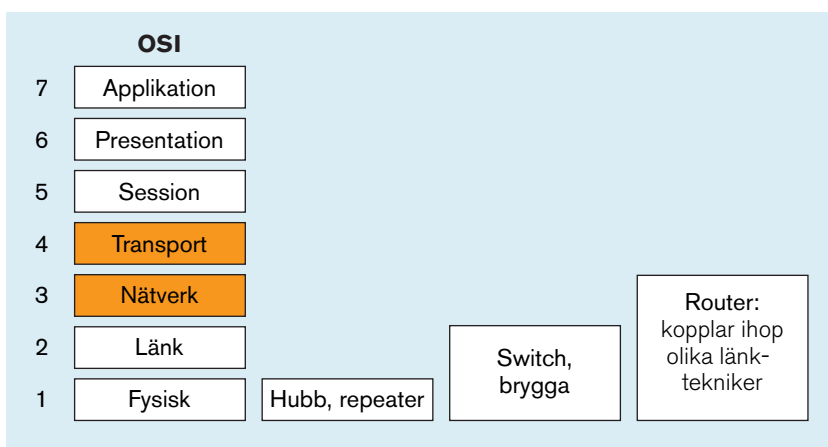 OSI
7 Applikation
6 Presentation
5 Session
4 Transport
3 Nätverk
2 Länk
1 Fysisk
Hubb, repeater
Switch,
brygga
Router:
kopplar ihop
olika länk-
tekniker